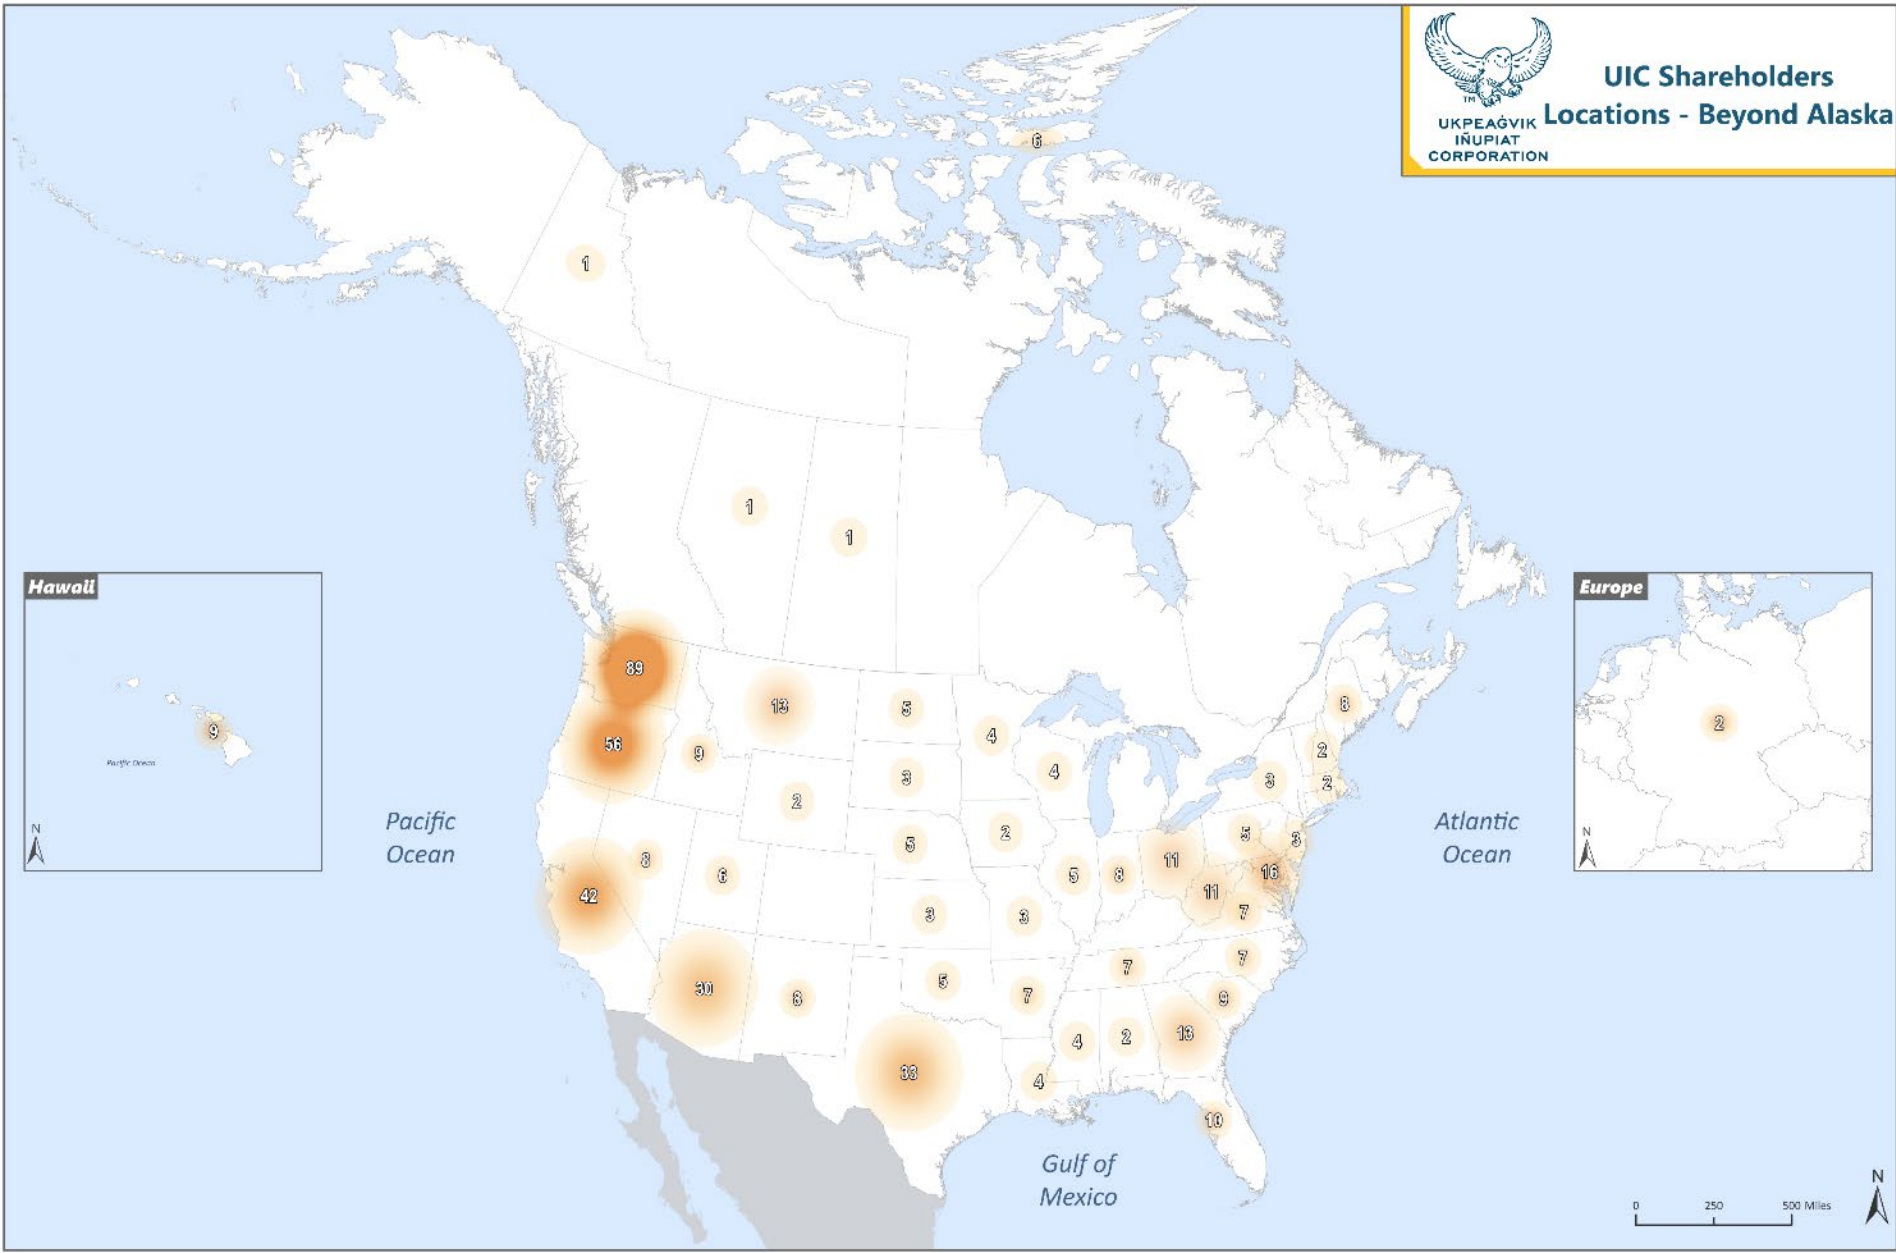 TM
UKPEAĠVIK
IÑUPIAT
CORPORATION
UIC Shareholders
Locations - Beyond Alaska
6
1
1
1
Hawaii
9
Pacific Ocean
N
Europe
2
N
89
56
13
9
2
5
3
5
4
4
2
8
2
2
3
5
3
Pacific
Ocean
Atlantic
Ocean
42
8
6
3
3
5
8
11
11
16
7
30
8
5
7
7
7
9
33
4
4
2
13
10
Gulf of
Mexico
0 250 500 Miles
N